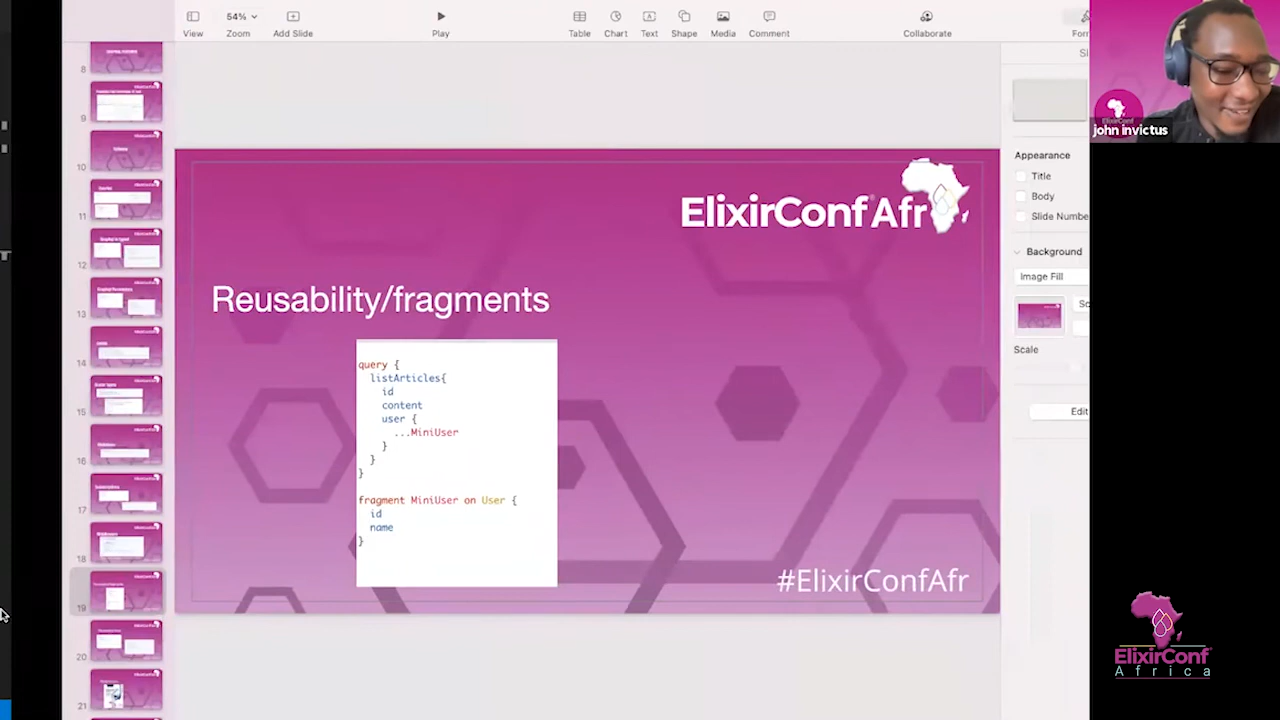 View
54%
Zoom
Add Slide
Play
Table
Chart
Text
Shape
Media
Comment
Collaborate
8
9
10
11
12
13
14
15
16
17
18
19
20
21
ElixirConf Afr
Reusability/fragments
query {
listArticles{
id
content
user {
...MiniUser
}
}
}
fragment MiniUser on User {
id
name
}
#ElixirConfAfr
Appearance
Title
Body
Slide Numbe
Background
Image Fill
Scale
Edit
john invictus
ElixirConf
Africa